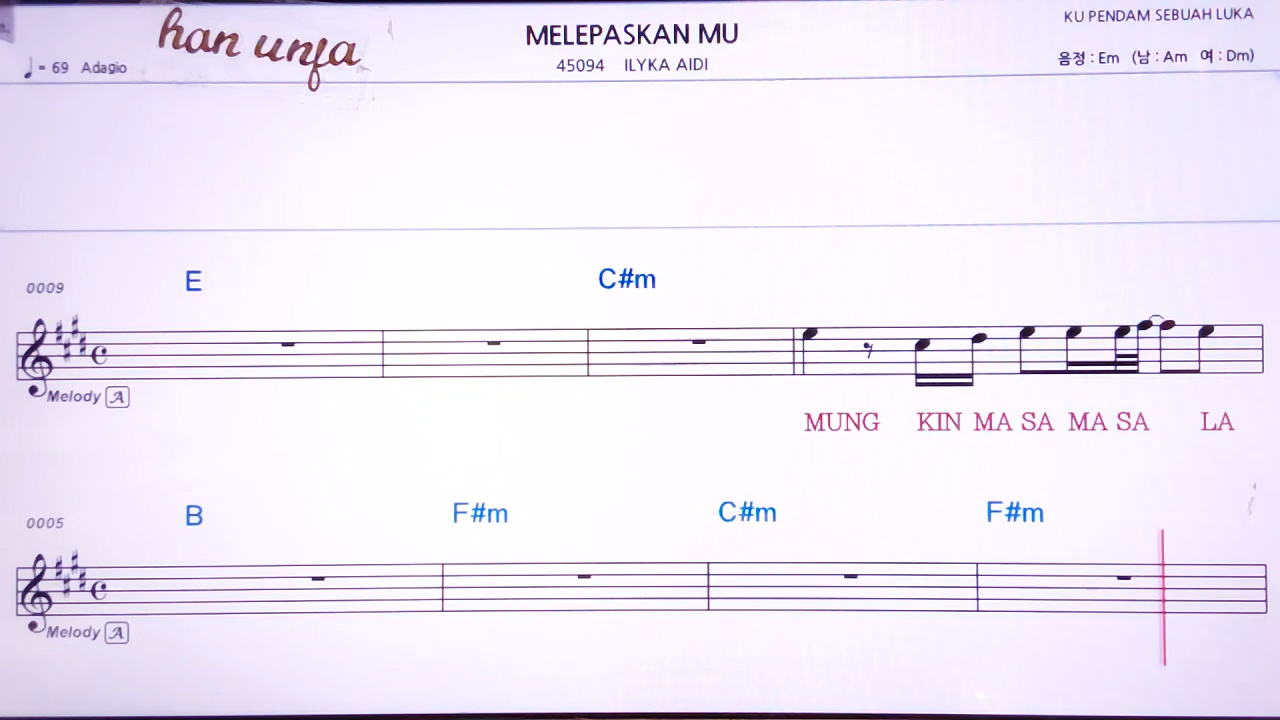 han unfa
MELEPASKAN MU
KU PENDAM SEBUAH LUKA
♩ = 69 Adagio
45094 ILYKA AIDI
음정 : Em (남 : Am 여 : Dm)
0009 E C#m
Melody A
MUNG KIN MA SA MA SA LA
0005 B F#m C#m F#m
Melody A